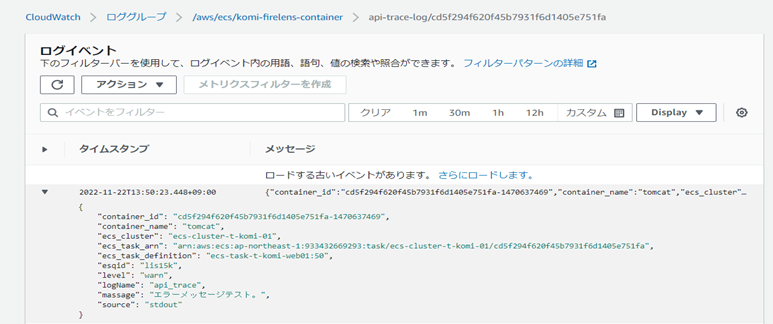 CloudWatch > ロググループ > /aws/ecs/komi-firelens-container > api-trace-log/cd5f294f620f45b7931f6d1405e751fa
ログイベント
下のフィルターバーを使用して、ログイベント内の用語、語句、値の検索や照合ができます。 フィルターパターンの詳細
アクション メトリクスフィルターを作成
イベントをフィルター クリア 1m 30m 1h 12h カスタム Display
タイムスタンプ メッセージ
ロードする古いイベントがあります。 さらにロードします。
2022-11-22T13:50:23.448+09:00 {"container_id":"cd5f294f620f45b7931f6d1405e751fa-1470637469","container_name":"tomcat","ecs_cluster"…
{
"container_id": "cd5f294f620f45b7931f6d1405e751fa-1470637469",
"container_name": "tomcat",
"ecs_cluster": "ecs-cluster-t-komi-01",
"ecs_task_arn": "arn:aws:ecs:ap-northeast-1:933432669293:task/ecs-cluster-t-komi-01/cd5f294f620f45b7931f6d1405e751fa",
"ecs_task_definition": "ecs-task-t-komi-web01:50",
"esqid": "lis15k",
"level": "warn",
"logName": "api_trace",
"massage": "エラーメッセージテスト。",
"source": "stdout"
}